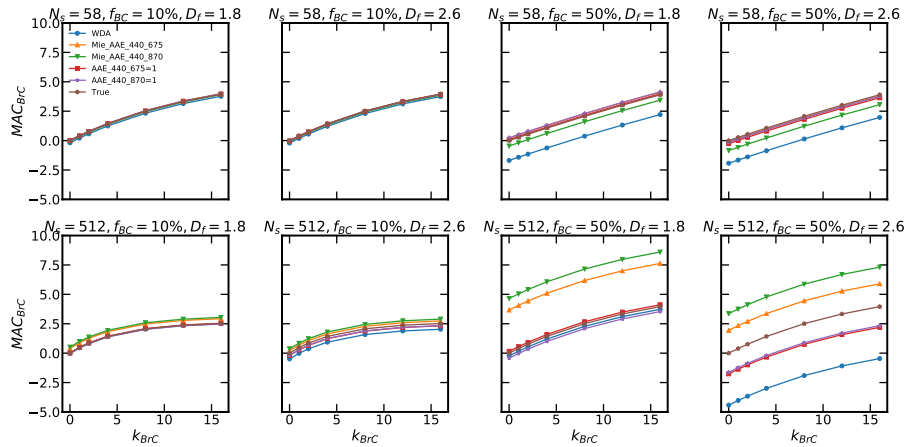 N_s = 58, f_BC = 10%, D_f = 1.8
N_s = 58, f_BC = 10%, D_f = 2.6
N_s = 58, f_BC = 50%, D_f = 1.8
N_s = 58, f_BC = 50%, D_f = 2.6
10.0
7.5
5.0
2.5
0.0
−2.5
−5.0
MAC_BrC
WDA
Mie_AAE_440_675
Mie_AAE_440_870
AAE_440_675=1
AAE_440_870=1
True
N_s = 512, f_BC = 10%, D_f = 1.8
N_s = 512, f_BC = 10%, D_f = 2.6
N_s = 512, f_BC = 50%, D_f = 1.8
N_s = 512, f_BC = 50%, D_f = 2.6
10.0
7.5
5.0
2.5
0.0
−2.5
−5.0
MAC_BrC
0 5 10 15
0 5 10 15
0 5 10 15
0 5 10 15
k_BrC
k_BrC
k_BrC
k_BrC